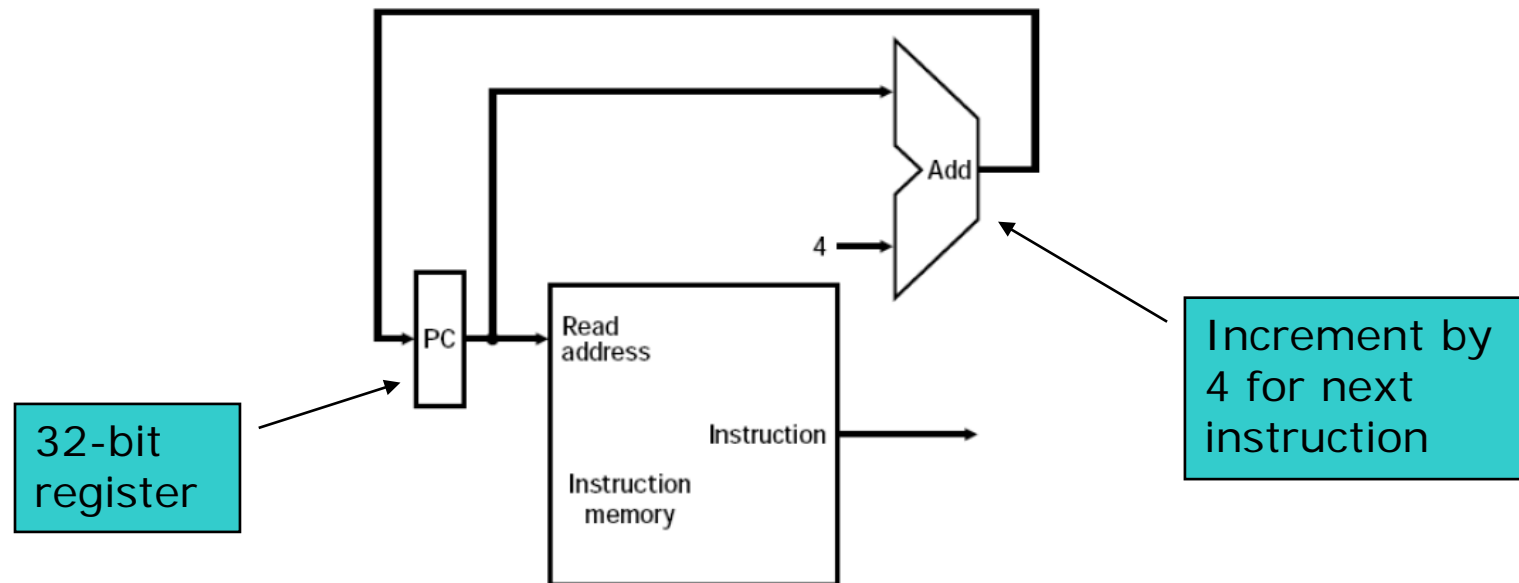 Add
4
PC
Read
address
Instruction
Instruction
memory
32-bit
register
Increment by
4 for next
instruction